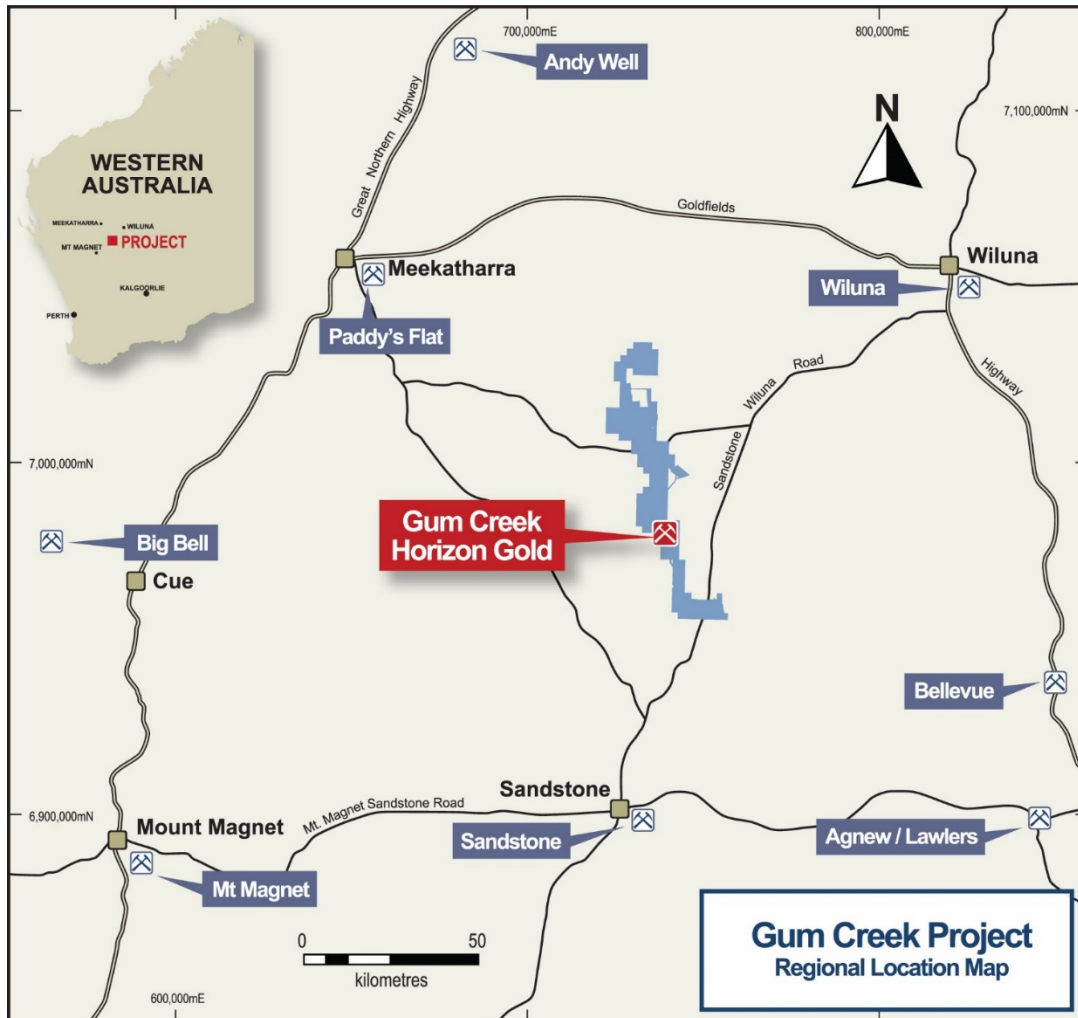 700,000mE
800,000mE
Andy Well
7,100,000mN
N
Great Northern Highway
WESTERN
AUSTRALIA
MEEKATHARRA
WILUNA
PROJECT
MT MAGNET
KALGOORLIE
PERTH
Goldfields
Meekatharra
Wiluna
Wiluna
Paddy's Flat
Sandstone Wiluna Road
Highway
7,000,000mN
Gum Creek
Horizon Gold
Big Bell
Cue
Bellevue
Sandstone
6,900,000mN
Mt. Magnet Sandstone Road
Mount Magnet
Sandstone
Agnew / Lawlers
Mt Magnet
0 50
kilometres
600,000mE
Gum Creek Project
Regional Location Map